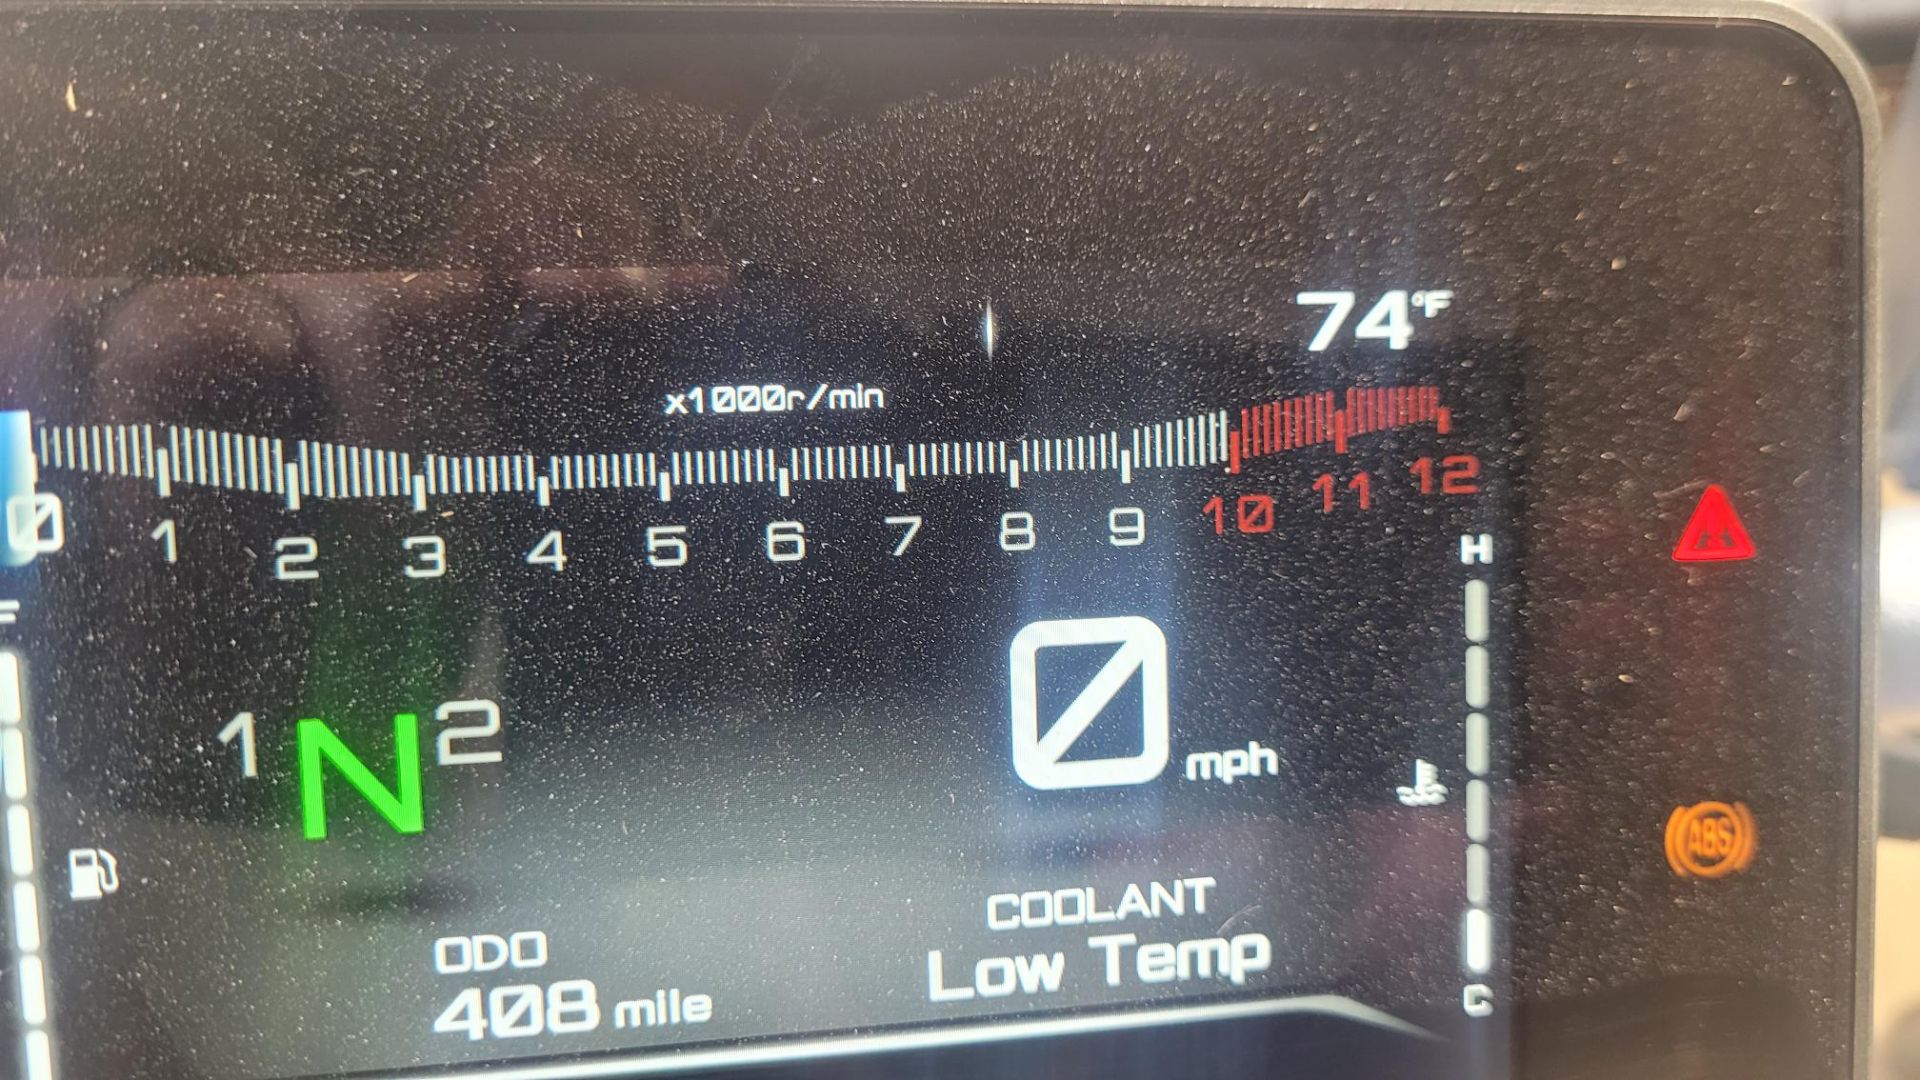 74°F
x1000r/min
0 1 2 3 4 5 6 7 8 9 10 11 12
H
1 N 2
0 mph
ABS
COOLANT
Low Temp
ODO
408 mile
C